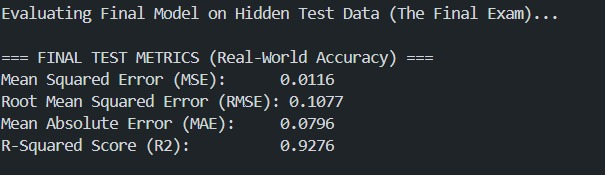 Evaluating Final Model on Hidden Test Data (The Final Exam)...
=== FINAL TEST METRICS (Real-World Accuracy) ===
Mean Squared Error (MSE):      0.0116
Root Mean Squared Error (RMSE): 0.1077
Mean Absolute Error (MAE):     0.0796
R-Squared Score (R2):          0.9276